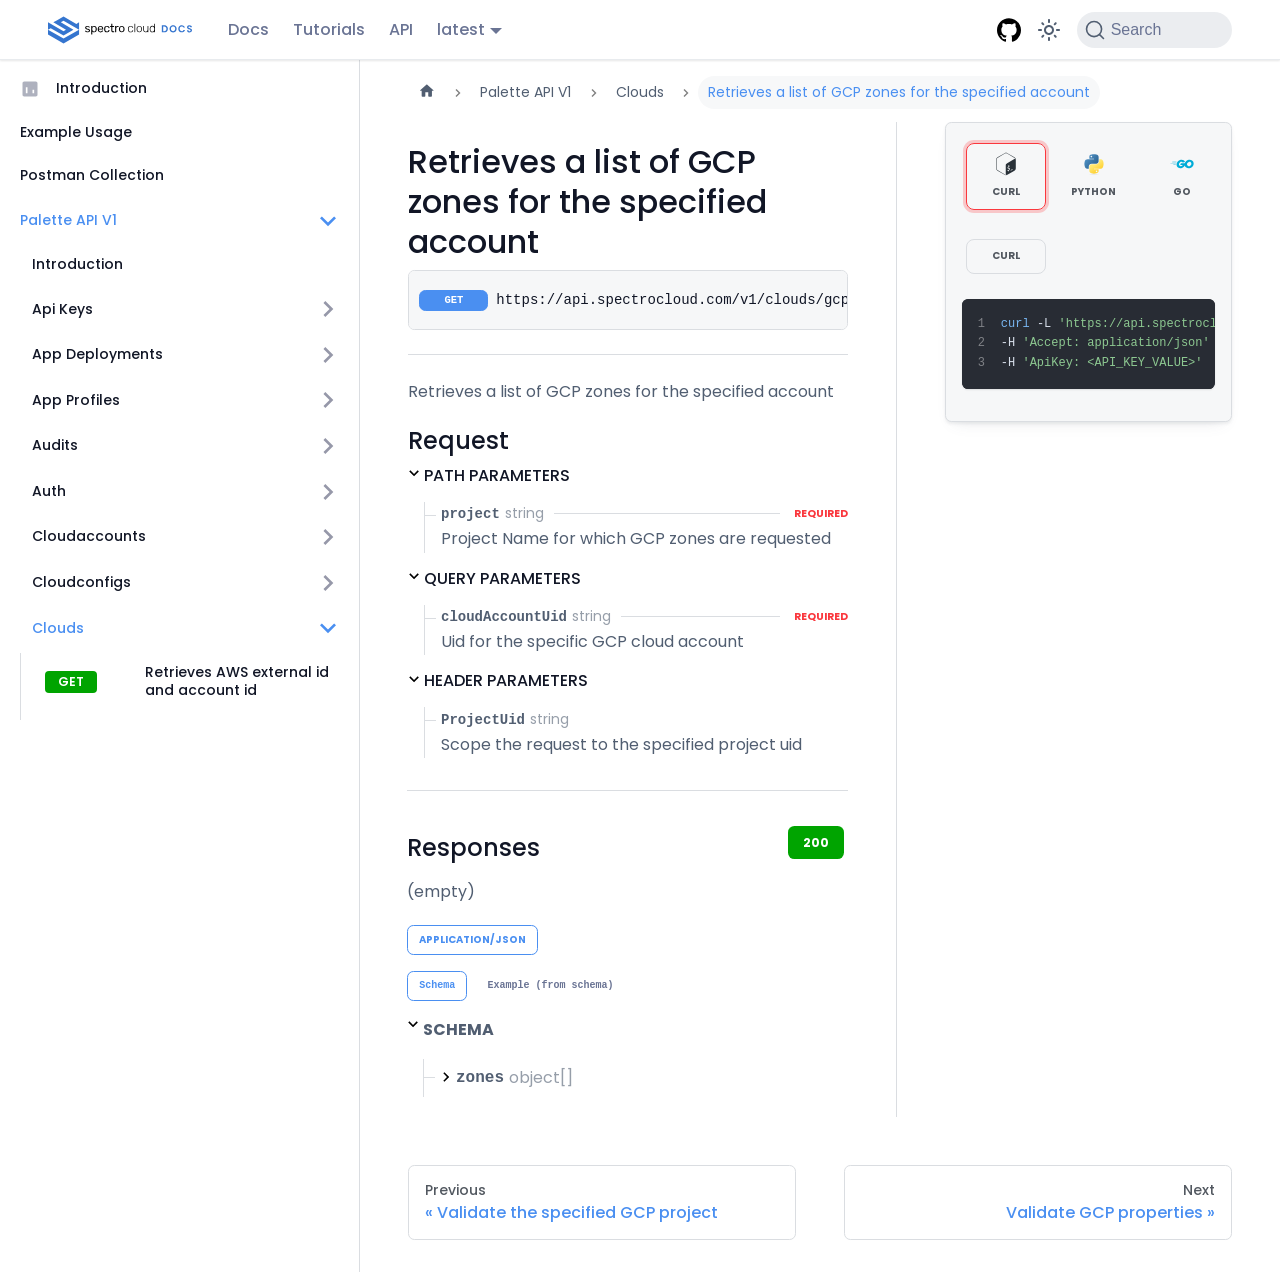 spectro cloud DOCS
Docs
Tutorials
API
latest
Search
Introduction
Example Usage
Postman Collection
Palette API V1
Introduction
Api Keys
App Deployments
App Profiles
Audits
Auth
Cloudaccounts
Cloudconfigs
Clouds
GET
Retrieves AWS external id
and account id
Palette API V1
Clouds
Retrieves a list of GCP zones for the specified account
Retrieves a list of GCP
zones for the specified
account
GET https://api.spectrocloud.com/v1/clouds/gcp
Retrieves a list of GCP zones for the specified account
Request
PATH PARAMETERS
project string REQUIRED
Project Name for which GCP zones are requested
QUERY PARAMETERS
cloudAccountUid string REQUIRED
Uid for the specific GCP cloud account
HEADER PARAMETERS
ProjectUid string
Scope the request to the specified project uid
Responses
200
(empty)
APPLICATION/JSON
Schema Example (from schema)
SCHEMA
zones object[]
CURL PYTHON GO
CURL
1 curl -L 'https://api.spectrocl
2 -H 'Accept: application/json'
3 -H 'ApiKey: <API_KEY_VALUE>'
Previous
« Validate the specified GCP project
Next
Validate GCP properties »